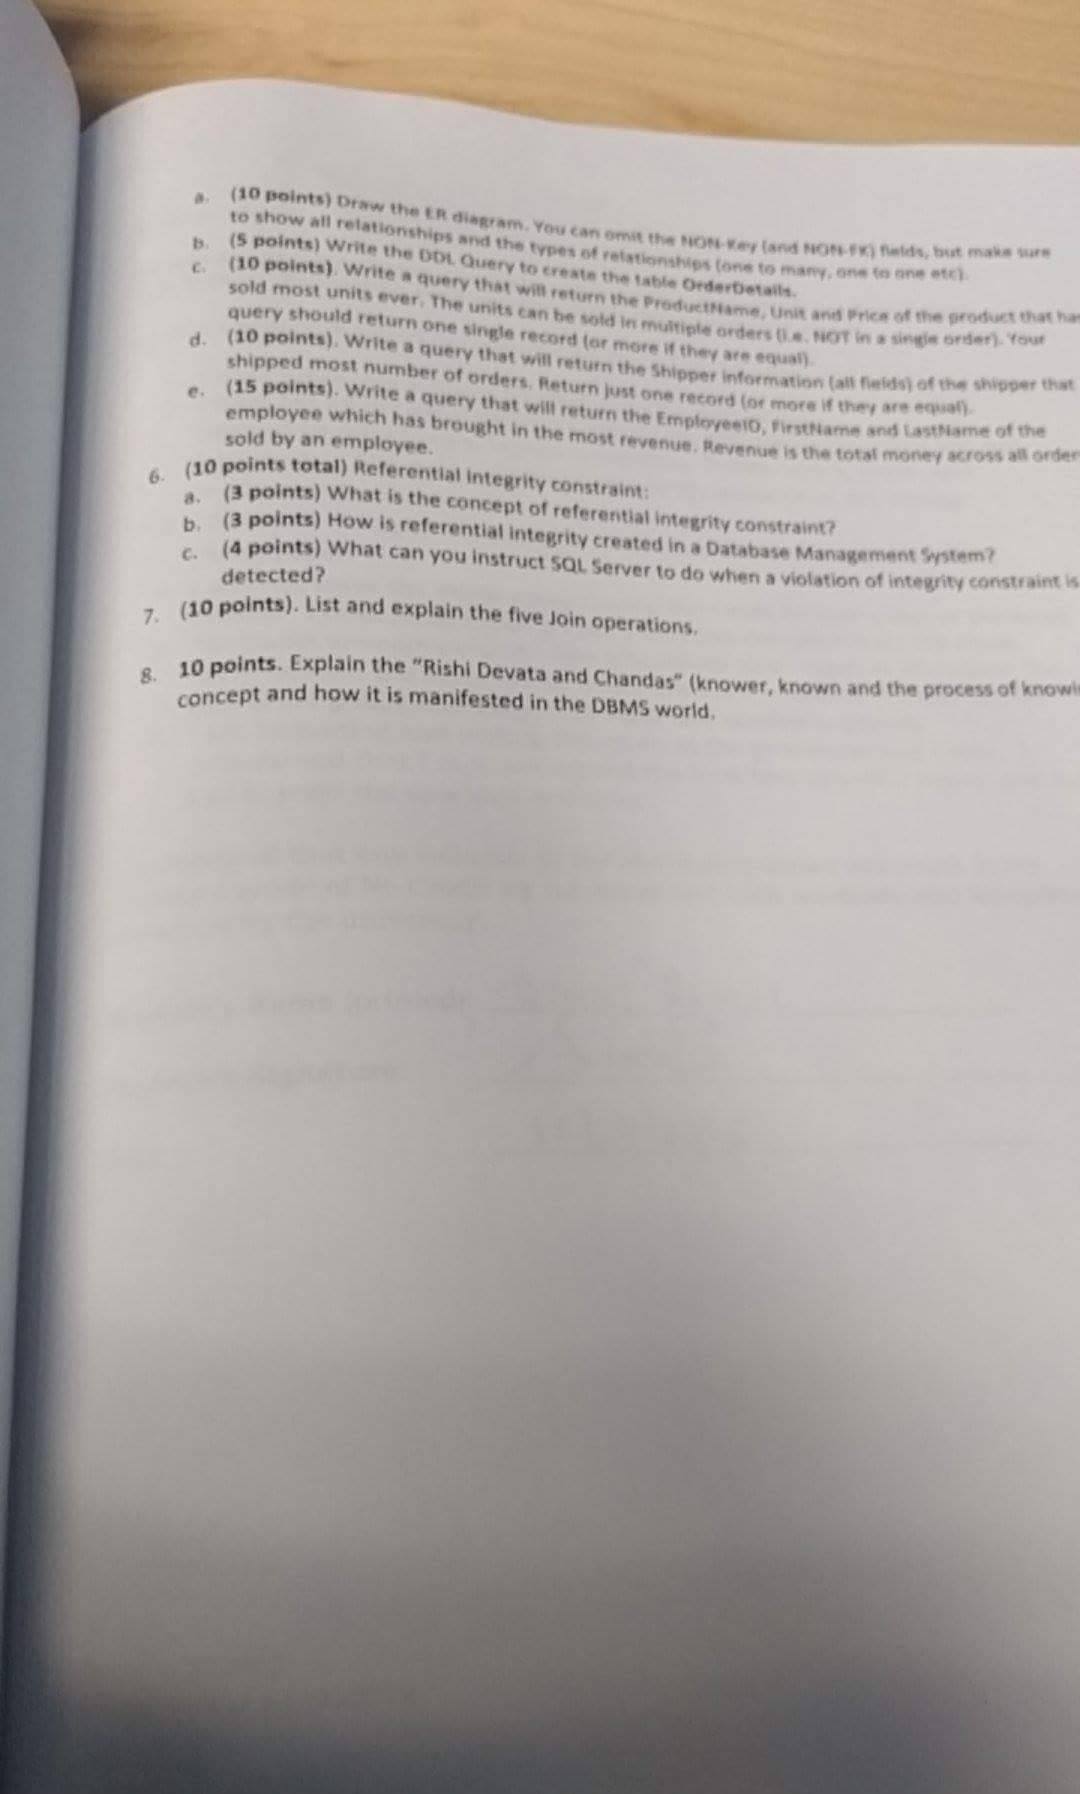 a. (10 points) Draw the ER diagram. You can omit the NON-Key (and NON-FK) fields, but make sure
to show all relationships and the types of relationships (one to many, one to one etc).
b. (5 points) Write the DDL Query to create the table OrderDetails.
c. (10 points). Write a query that will return the ProductName, Unit and Price of the product that has
sold most units ever. The units can be sold in multiple orders (i.e. NOT in a single order). Your
query should return one single record (or more if they are equal).
d. (10 points). Write a query that will return the Shipper information (all fields) of the shipper that
shipped most number of orders. Return just one record (or more if they are equal).
e. (15 points). Write a query that will return the EmployeeID, FirstName and LastName of the
employee which has brought in the most revenue. Revenue is the total money across all order
sold by an employee.
6. (10 points total) Referential integrity constraint:
a. (3 points) What is the concept of referential integrity constraint?
b. (3 points) How is referential integrity created in a Database Management System?
c. (4 points) What can you instruct SQL Server to do when a violation of integrity constraint is
detected?
7. (10 points). List and explain the five Join operations.
8. 10 points. Explain the "Rishi Devata and Chandas" (knower, known and the process of knowi
concept and how it is manifested in the DBMS world.